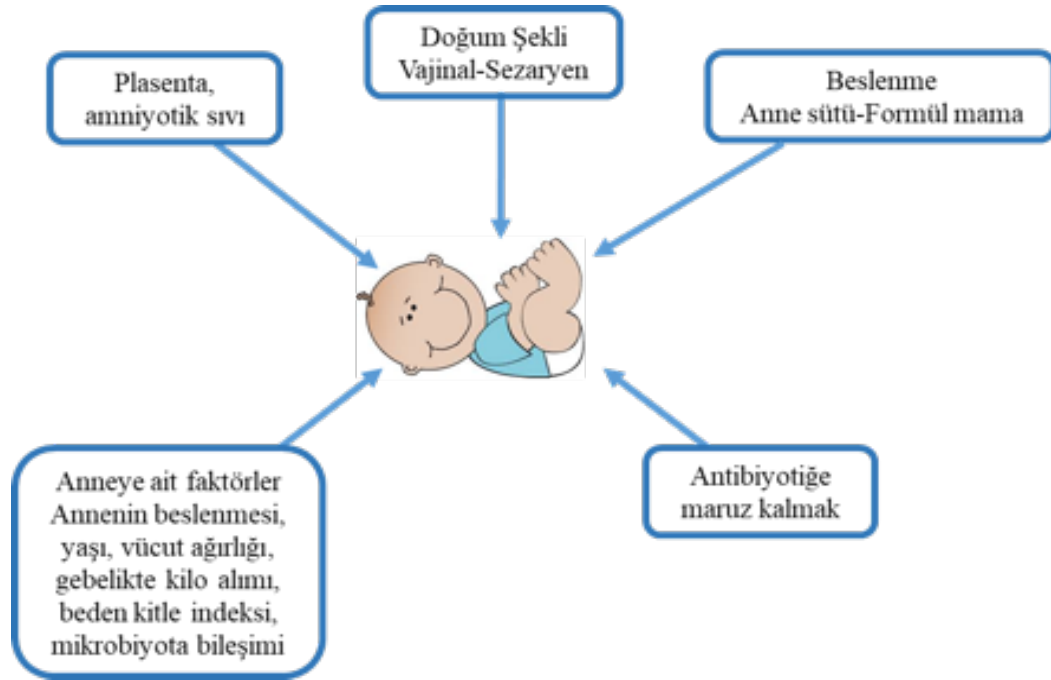 Plasenta,
amniyotik sıvı
Doğum Şekli
Vajinal-Sezaryen
Beslenme
Anne sütü-Formül mama
Anneye ait faktörler
Annenin beslenmesi,
yaşı, vücut ağırlığı,
gebelikte kilo alımı,
beden kitle indeksi,
mikrobiyota bileşimi
Antibiyotiğe
maruz kalmak